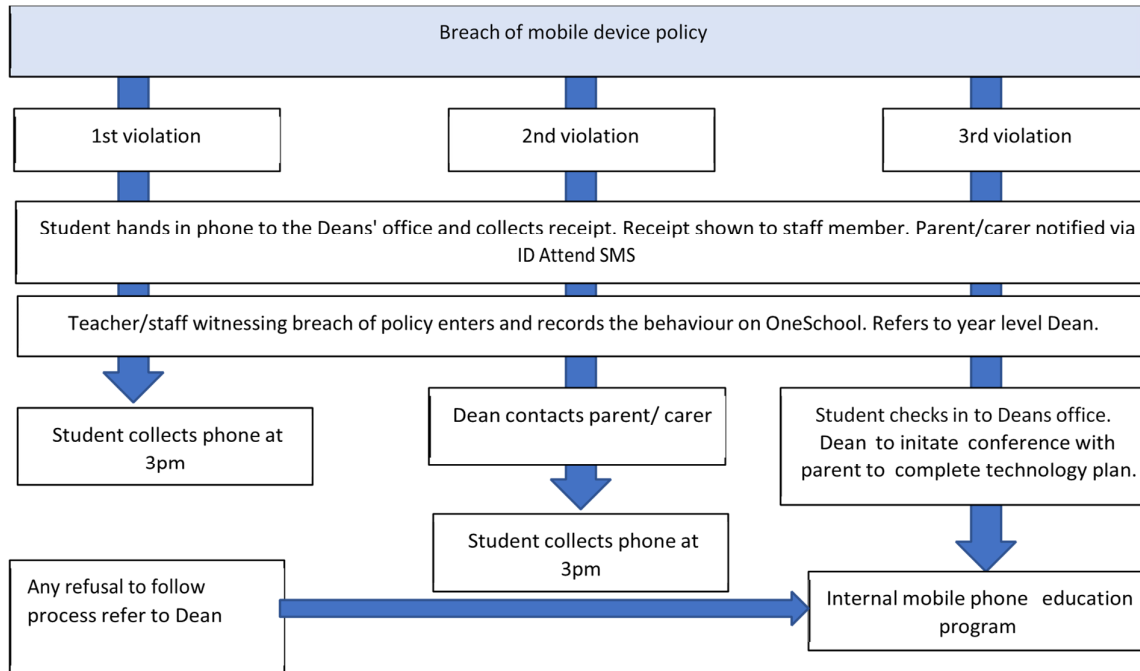 Breach of mobile device policy
1st violation
2nd violation
3rd violation
Student hands in phone to the Deans' office and collects receipt. Receipt shown to staff member. Parent/carer notified via
ID Attend SMS
Teacher/staff witnessing breach of policy enters and records the behaviour on OneSchool. Refers to year level Dean.
Student collects phone at
3pm
Dean contacts parent/ carer
Student checks in to Deans office.
Dean to initate conference with
parent to complete technology plan.
Student collects phone at
3pm
Any refusal to follow
process refer to Dean
Internal mobile phone education
program